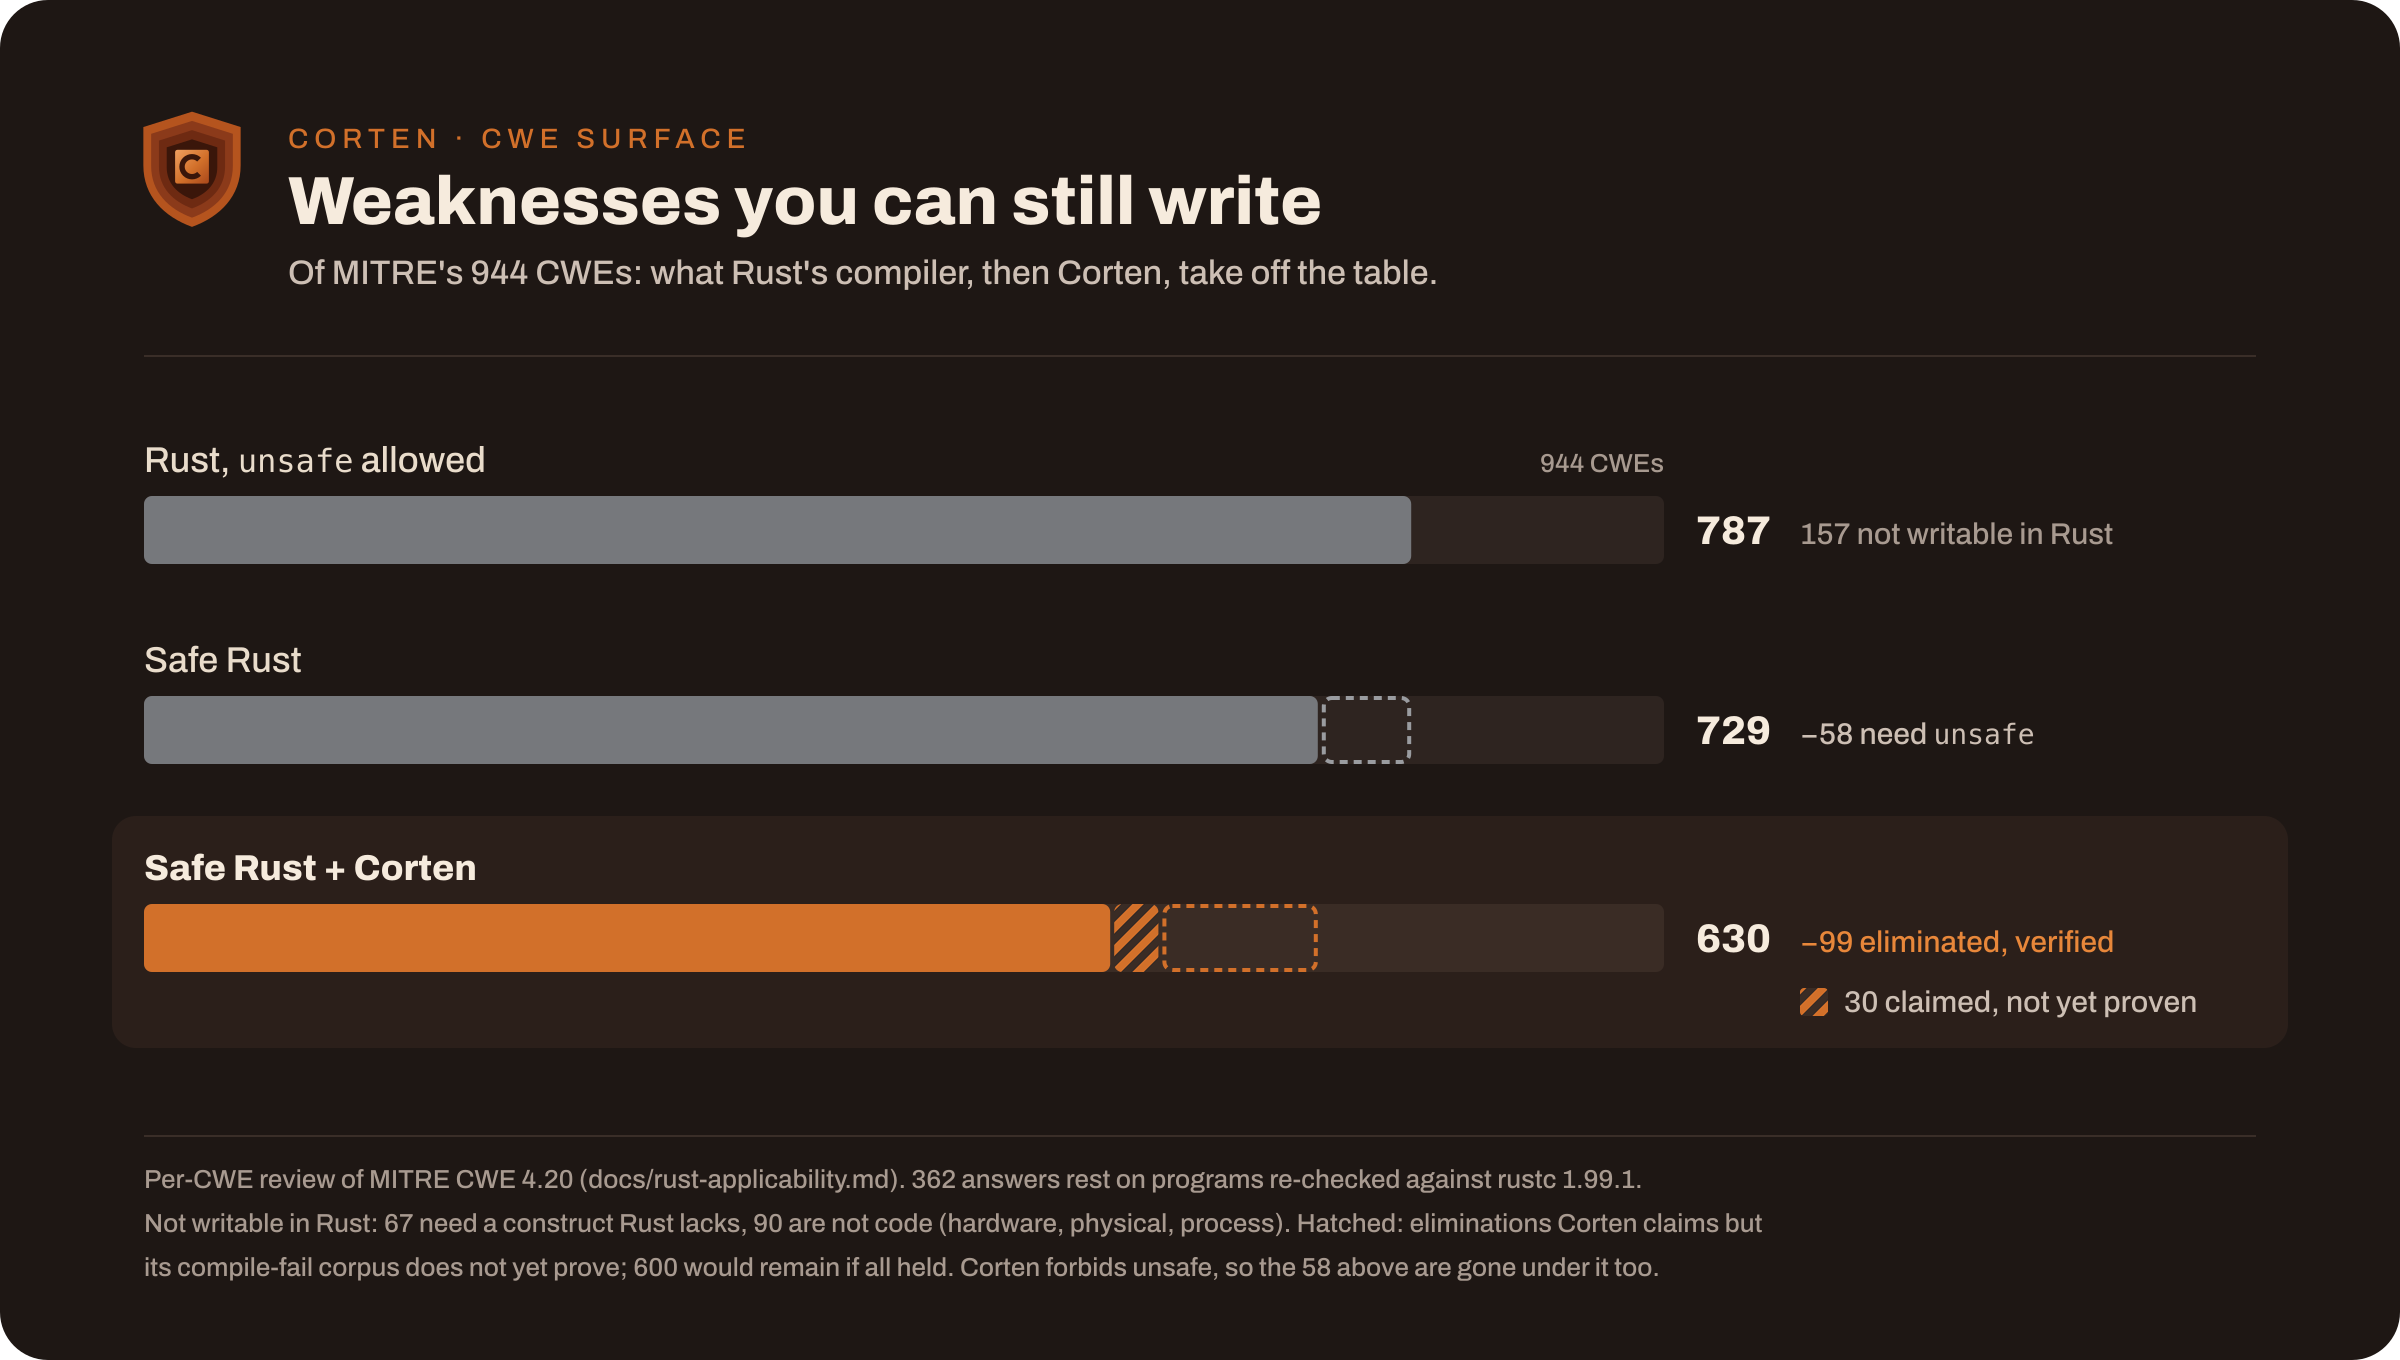 C
CORTEN · CWE SURFACE
Weaknesses you can still write
Of MITRE's 944 CWEs: what Rust's compiler, then Corten, take off the table.
Rust, unsafe allowed
944 CWEs
787
157 not writable in Rust
Safe Rust
729
−58 need unsafe
Safe Rust + Corten
630
−99 eliminated, verified
30 claimed, not yet proven
Per-CWE review of MITRE CWE 4.20 (docs/rust-applicability.md). 362 answers rest on programs re-checked against rustc 1.99.1.
Not writable in Rust: 67 need a construct Rust lacks, 90 are not code (hardware, physical, process). Hatched: eliminations Corten claims but
its compile-fail corpus does not yet prove; 600 would remain if all held. Corten forbids unsafe, so the 58 above are gone under it too.